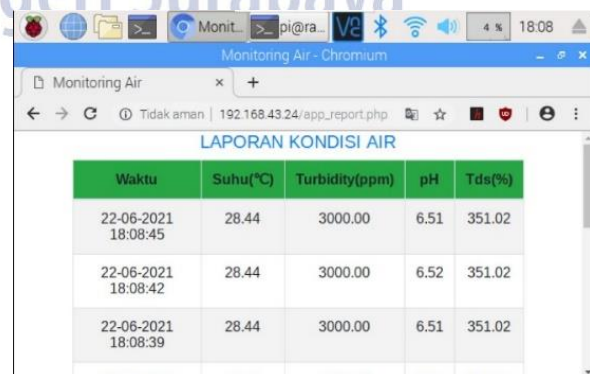 geri Surabaya
Monit... pi@ra... V2 4 % 18:08
Monitoring Air - Chromium
Monitoring Air × +
Tidak aman | 192.168.43.24/app_report.php
LAPORAN KONDISI AIR
Waktu Suhu(°C) Turbidity(ppm) pH Tds(%)
22-06-2021 28.44 3000.00 6.51 351.02
18:08:45
22-06-2021 28.44 3000.00 6.52 351.02
18:08:42
22-06-2021 28.44 3000.00 6.51 351.02
18:08:39